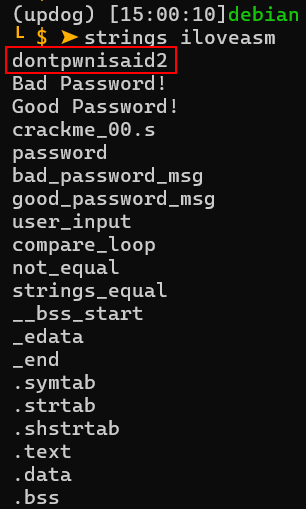 (updog) [15:00:10]debian
└ $ ➤strings iloveasm
dontpwnisaid2
Bad Password!
Good Password!
crackme_00.s
password
bad_password_msg
good_password_msg
user_input
compare_loop
not_equal
strings_equal
__bss_start
_edata
_end
.symtab
.strtab
.shstrtab
.text
.data
.bss